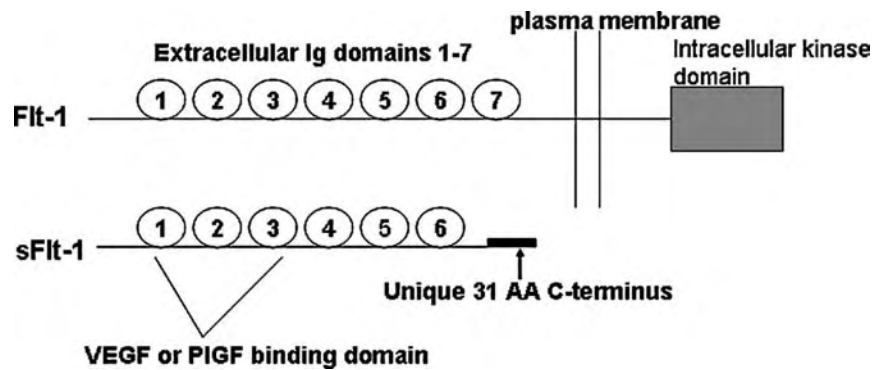 plasma membrane
Extracellular Ig domains 1-7
Intracellular kinase
domain
1 2 3 4 5 6 7
Flt-1
1 2 3 4 5 6
sFlt-1
Unique 31 AA C-terminus
VEGF or PlGF binding domain